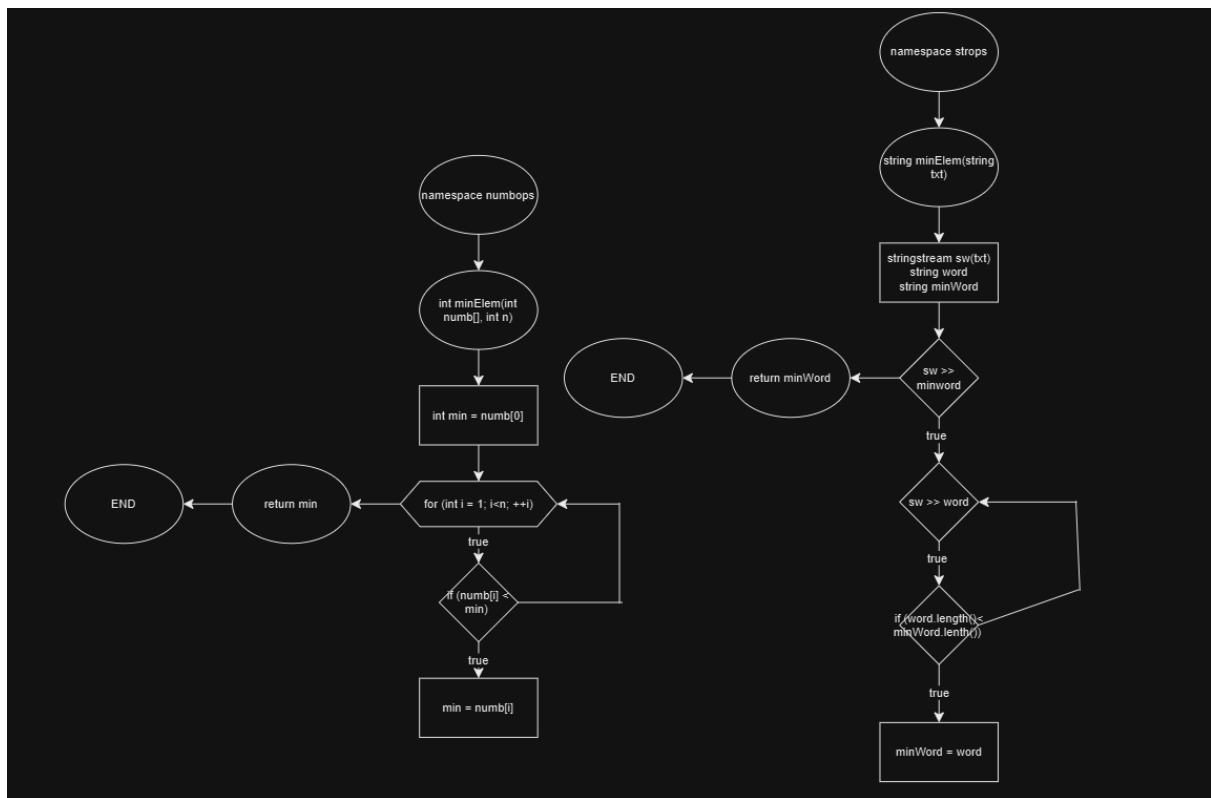 namespace numbops
int minElem(int
numb[], int n)
int min = numb[0]
for (int i = 1; i<n; ++i)
return min
END
true
if (numb[i] <
min)
true
min = numb[i]
namespace strops
string minElem(string
txt)
stringstream sw(txt)
string word
string minWord
sw >>
minword
return minWord
END
true
sw >> word
true
if (word.length()<
minWord.lenth())
true
minWord = word